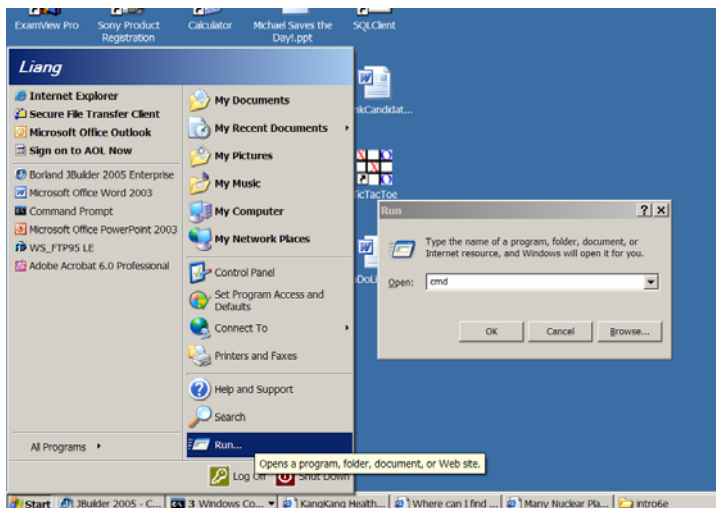 ExamView Pro
Sony Product
Registration
Calculator
Michael Saves the
Day!.ppt
SQLClient
Liang
Internet Explorer
Secure File Transfer Client
Microsoft Office Outlook
Sign on to AOL Now
Borland JBuilder 2005 Enterprise
Microsoft Office Word 2003
Command Prompt
Microsoft Office PowerPoint 2003
WS_FTP95 LE
Adobe Acrobat 6.0 Professional
All Programs
My Documents
My Recent Documents
My Pictures
My Music
My Computer
My Network Places
Control Panel
Set Program Access and
Defaults
Connect To
Printers and Faxes
Help and Support
Search
Run...
Opens a program, folder, document, or Web site.
Log Off
Shut Down
nkCandidat...
icTacToe
oDoLi
Run
Type the name of a program, folder, document, or
Internet resource, and Windows will open it for you.
Open:
cmd
OK
Cancel
Browse...
Start
JBuilder 2005 - C...
3 Windows Co...
KangKang Health...
Where can I find ...
Many Nuclear Pla...
intro6e